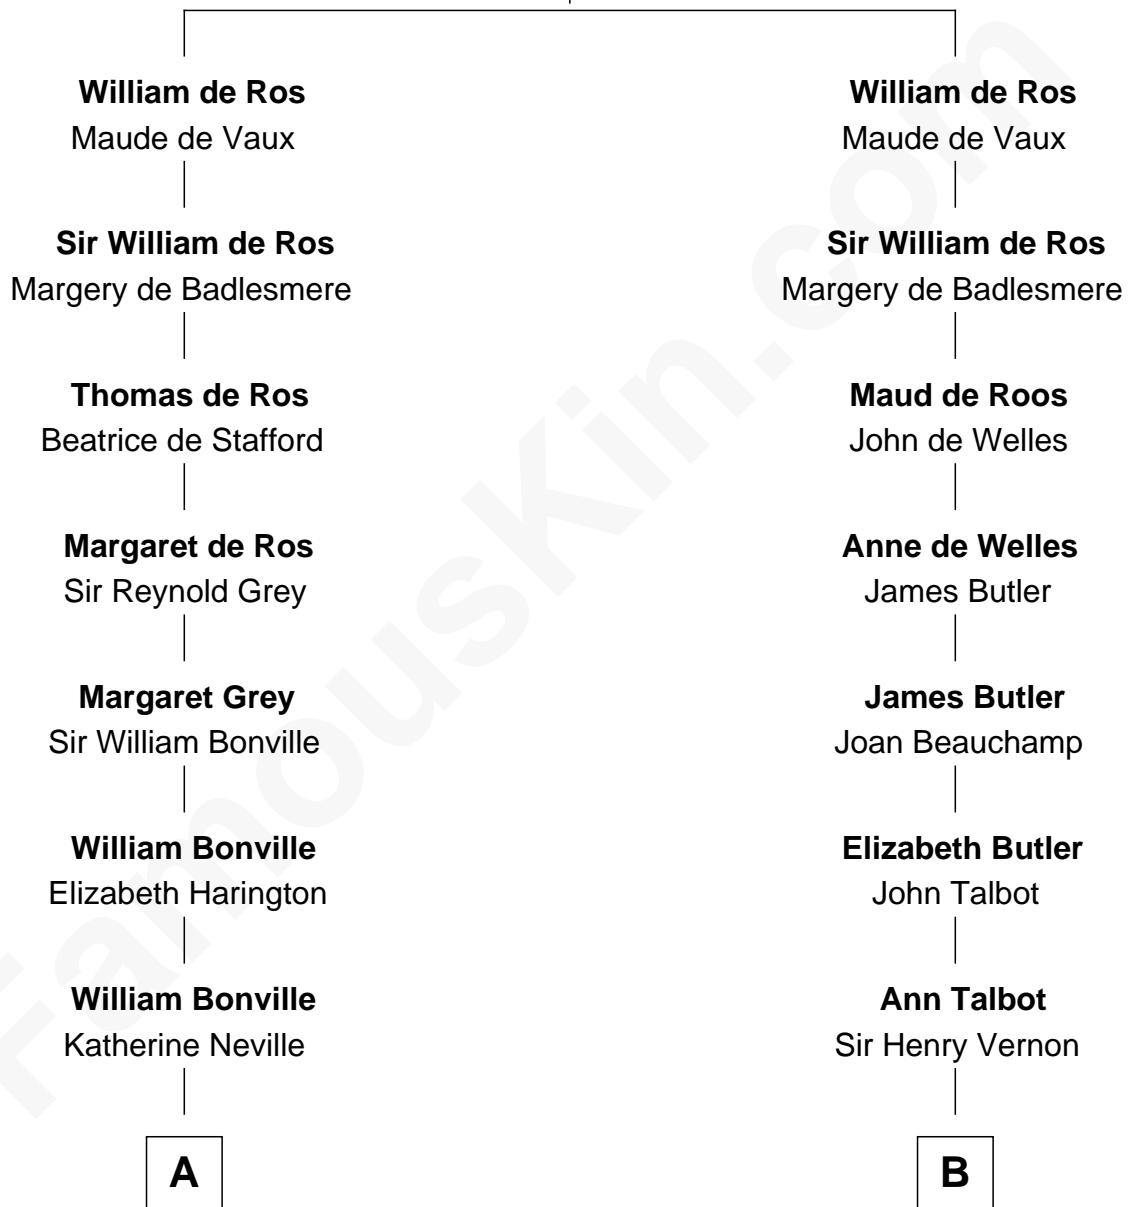 William de Ros
Maude de Vaux
Sir William de Ros
Margery de Badlesmere
Thomas de Ros
Beatrice de Stafford
Margaret de Ros
Sir Reynold Grey
Margaret Grey
Sir William Bonville
William Bonville
Elizabeth Harington
William Bonville
Katherine Neville
A
William de Ros
Maude de Vaux
Sir William de Ros
Margery de Badlesmere
Maud de Roos
John de Welles
Anne de Welles
James Butler
James Butler
Joan Beauchamp
Elizabeth Butler
John Talbot
Ann Talbot
Sir Henry Vernon
B
FamousKin.com